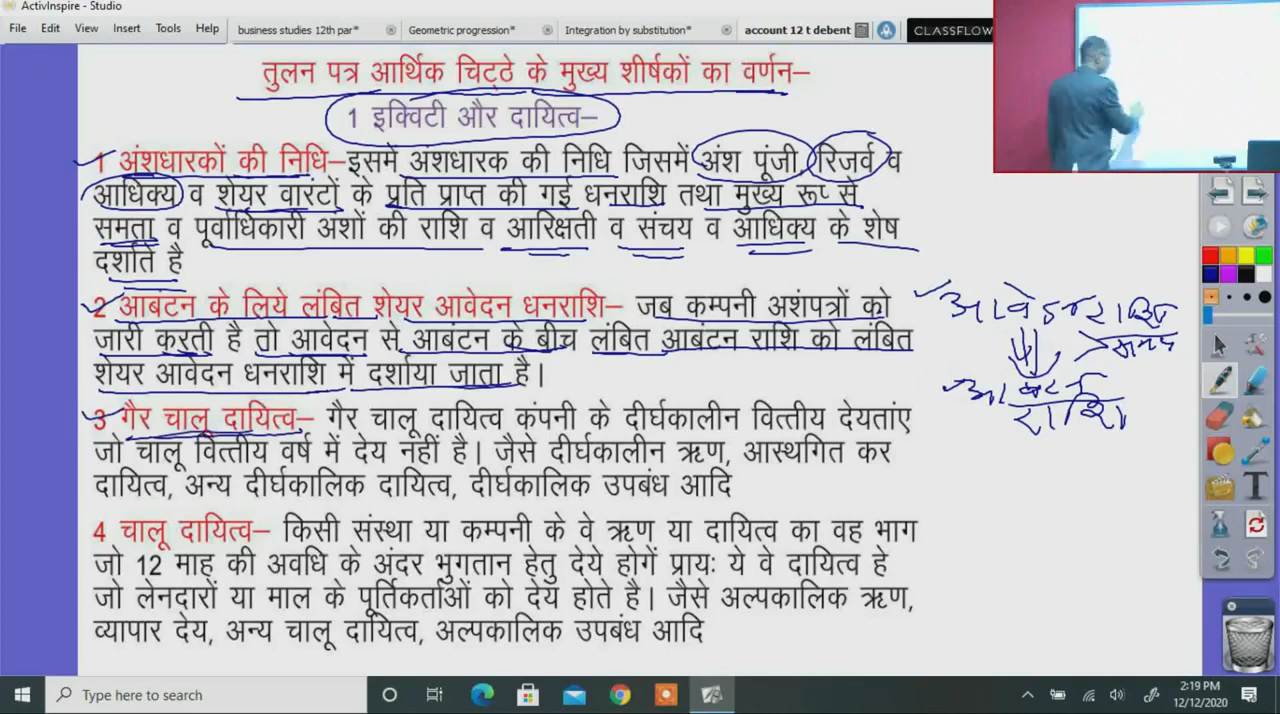 ActivInspire - Studio
File Edit View Insert Tools Help
business studies 12th par*
Geometric progression*
Integration by substitution*
account 12 t debent
CLASSFLOW
तुलन पत्र आर्थिक चिट्ठे के मुख्य शीर्षकों का वर्णन–
1 इक्विटी और दायित्व–
1 अंशधारकों की निधि–इसमें अंशधारक की निधि जिसमें अंश पूंजी, रिजर्व व
आधिक्य व शेयर वारंटों के प्रति प्राप्त की गई धनराशि तथा मुख्य रूप से
समता व पूर्वाधिकारी अंशों की राशि व आरिक्षती व संचय व आधिक्य के शेष
दर्शाते है
2 आबंटन के लिये लंबित शेयर आवेदन धनराशि– जब कम्पनी अशंपत्रों को
जारी करती है तो आवेदन से आबंटन के बीच लंबित आबंटन राशि को लंबित
शेयर आवेदन धनराशि में दर्शाया जाता है।
3 गैर चालू दायित्व– गैर चालू दायित्व कंपनी के दीर्घकालीन वित्तीय देयतांए
जो चालू वित्तीय वर्ष में देय नहीं है। जैसे दीर्घकालीन ऋण, आस्थगित कर
दायित्व, अन्य दीर्घकालिक दायित्व, दीर्घकालिक उपबंध आदि
4 चालू दायित्व– किसी संस्था या कम्पनी के वे ऋण या दायित्व का वह भाग
जो 12 माह की अवधि के अंदर भुगतान हेतु देये होगें प्रायः ये वे दायित्व हे
जो लेनदारों या माल के पूर्तिकर्ताओं को देय होते है। जैसे अल्पकालिक ऋण,
व्यापार देय, अन्य चालू दायित्व, अल्पकालिक उपबंध आदि
राशि
Type here to search
2:19 PM
12/12/2020